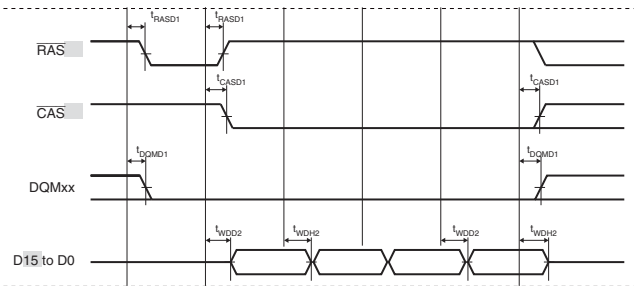 tRASD1 tRASD1
RAS
tCASD1 tCASD1
CAS
tDQMD1 tDQMD1
DQMxx
tWDD2 tWDH2 tWDD2 tWDH2
D15 to D0